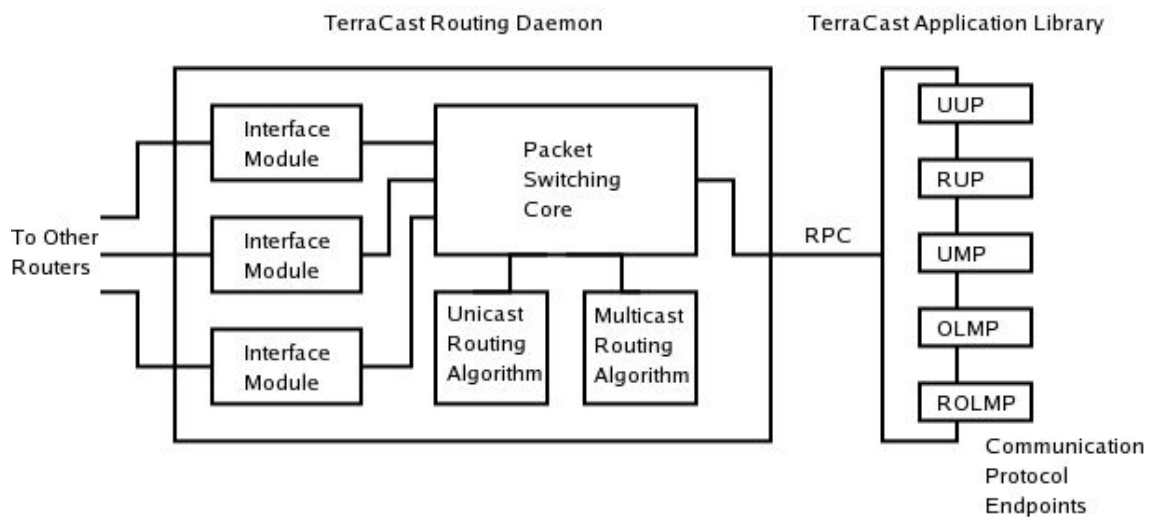 TerraCast Routing Daemon
TerraCast Application Library
Interface
Module
Interface
Module
Interface
Module
Packet
Switching
Core
Unicast
Routing
Algorithm
Multicast
Routing
Algorithm
To Other
Routers
RPC
UUP
RUP
UMP
OLMP
ROLMP
Communication
Protocol
Endpoints